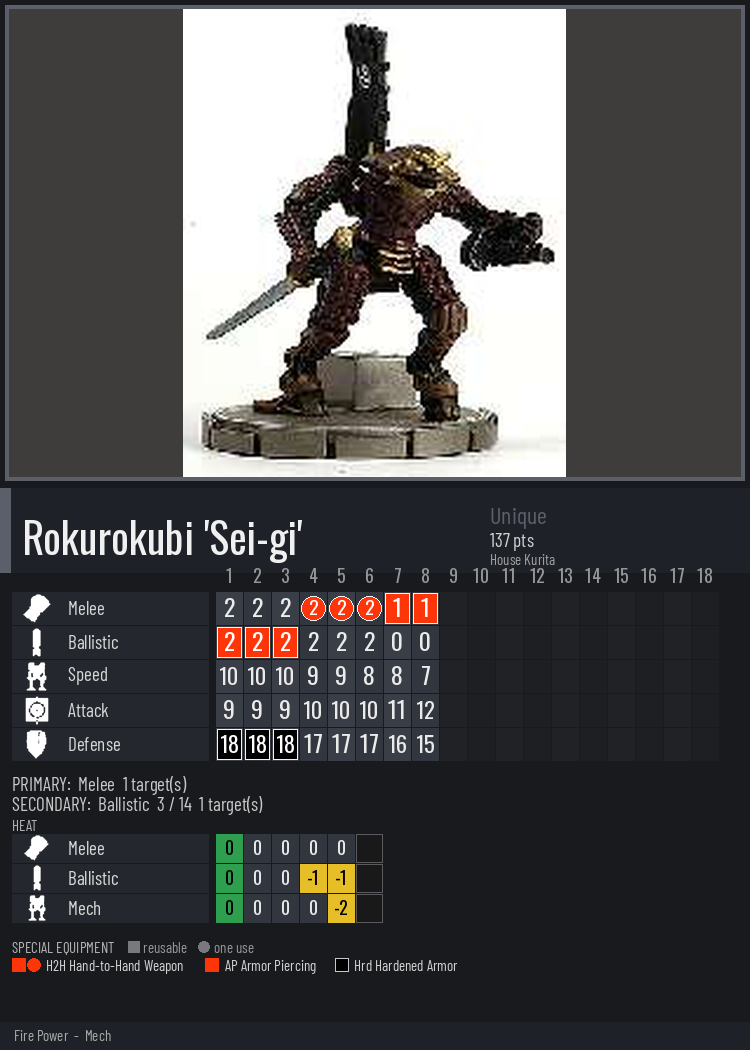 Rokurokubi 'Sei-gi'
Unique
137 pts
House Kurita
1 2 3 4 5 6 7 8 9 10 11 12 13 14 15 16 17 18
Melee 2 2 2 2 2 2 1 1
Ballistic 2 2 2 2 2 2 0 0
Speed 10 10 10 9 9 8 8 7
Attack 9 9 9 10 10 10 11 12
Defense 18 18 18 17 17 17 16 15
PRIMARY: Melee 1 target(s)
SECONDARY: Ballistic 3 / 14 1 target(s)
HEAT
Melee 0 0 0 0 0
Ballistic 0 0 0 -1 -1
Mech 0 0 0 0 -2
SPECIAL EQUIPMENT reusable one use
H2H Hand-to-Hand Weapon AP Armor Piercing Hrd Hardened Armor
Fire Power - Mech